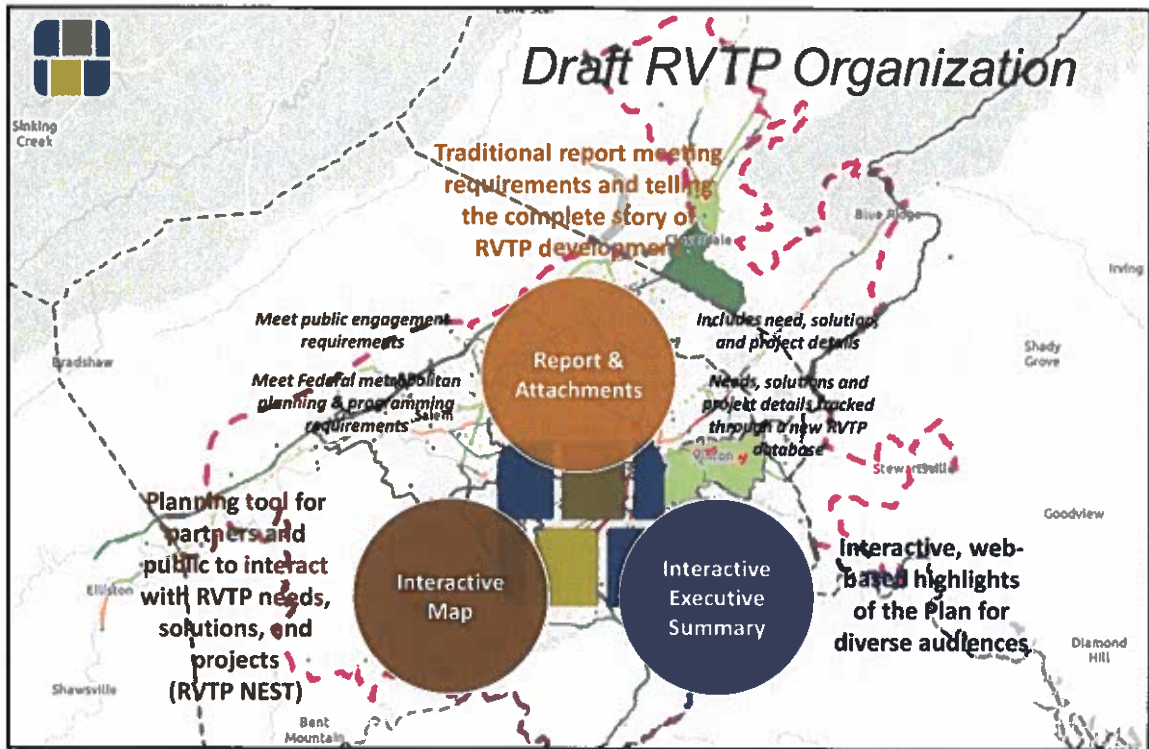 Draft RVTP Organization
Sinking
Creek
Traditional report meeting
requirements and telling
the complete story of
RVTP development
Blue Ridge
Cloverdale
Irving
Meet public engagement
requirements
Includes need, solution,
and project details
Report &
Attachments
Shady
Grove
Bradshaw
Meet Federal metropolitan
planning & programming
requirements
Salem
Needs, solutions and
project details tracked
through a new RVTP
database
Vinton
Stewartsville
Goodview
Planning tool for
partners and
public to interact
with RVTP needs,
solutions, and
projects
(RVTP NEST)
Elliston
Interactive
Map
Interactive
Executive
Summary
Interactive, web-
based highlights
of the Plan for
diverse audiences
Diamond
Hill
Shawsville
Bent
Mountain